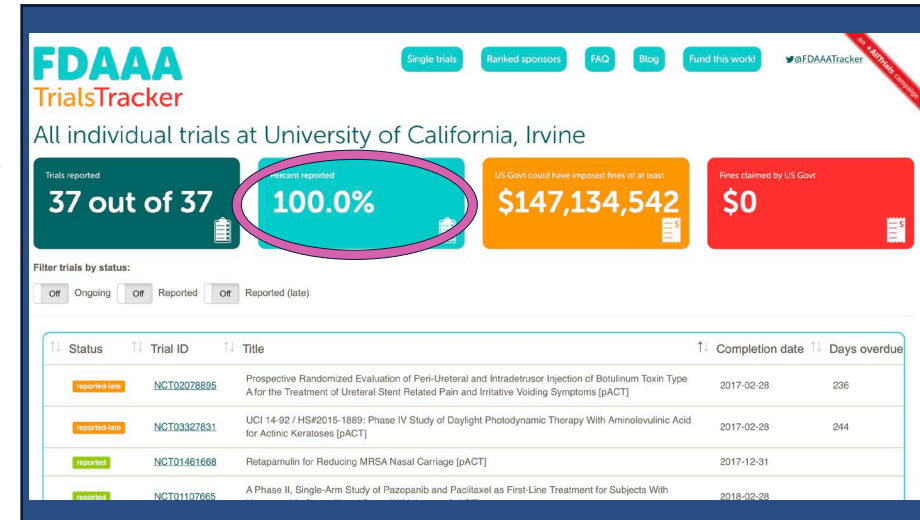 FDAAA
TrialsTracker
Single trials
Ranked sponsors
FAQ
Blog
Fund this work!
@FDAAATracker
an +AllTrials campaign
All individual trials at University of California, Irvine
Trials reported
37 out of 37
Percent reported
100.0%
US Govt could have imposed fines of at least
$147,134,542
Fines claimed by US Govt
$0
Filter trials by status:
Off Ongoing Off Reported Off Reported (late)
Status Trial ID Title Completion date Days overdue
reported-late NCT02078895 Prospective Randomized Evaluation of Peri-Ureteral and Intradetrusor Injection of Botulinum Toxin Type 2017-02-28 236
A for the Treatment of Ureteral Stent Related Pain and Irritative Voiding Symptoms [pACT]
reported-late NCT03327831 UCI 14-92 / HS#2015-1889: Phase IV Study of Daylight Photodynamic Therapy With Aminolevulinic Acid 2017-02-28 244
for Actinic Keratoses [pACT]
reported NCT01461668 Retapamulin for Reducing MRSA Nasal Carriage [pACT] 2017-12-31
reported NCT01107665 A Phase II, Single-Arm Study of Pazopanib and Paclitaxel as First-Line Treatment for Subjects With 2018-02-28